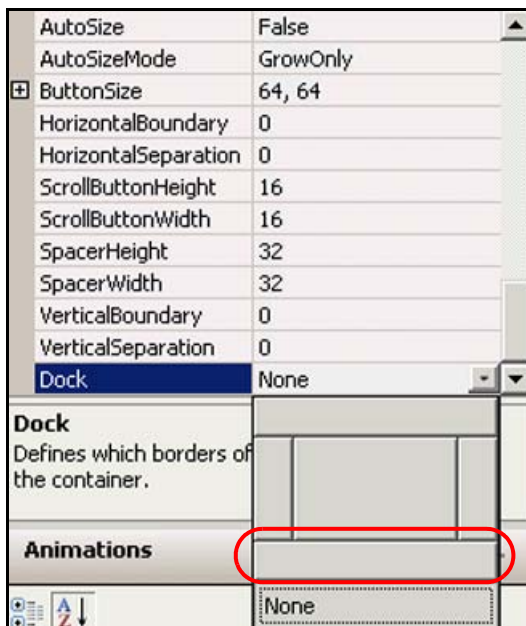 AutoSize False
AutoSizeMode GrowOnly
ButtonSize 64, 64
HorizontalBoundary 0
HorizontalSeparation 0
ScrollButtonHeight 16
ScrollButtonWidth 16
SpacerHeight 32
SpacerWidth 32
VerticalBoundary 0
VerticalSeparation 0
Dock None
Dock
Defines which borders of
the container.
Animations
None